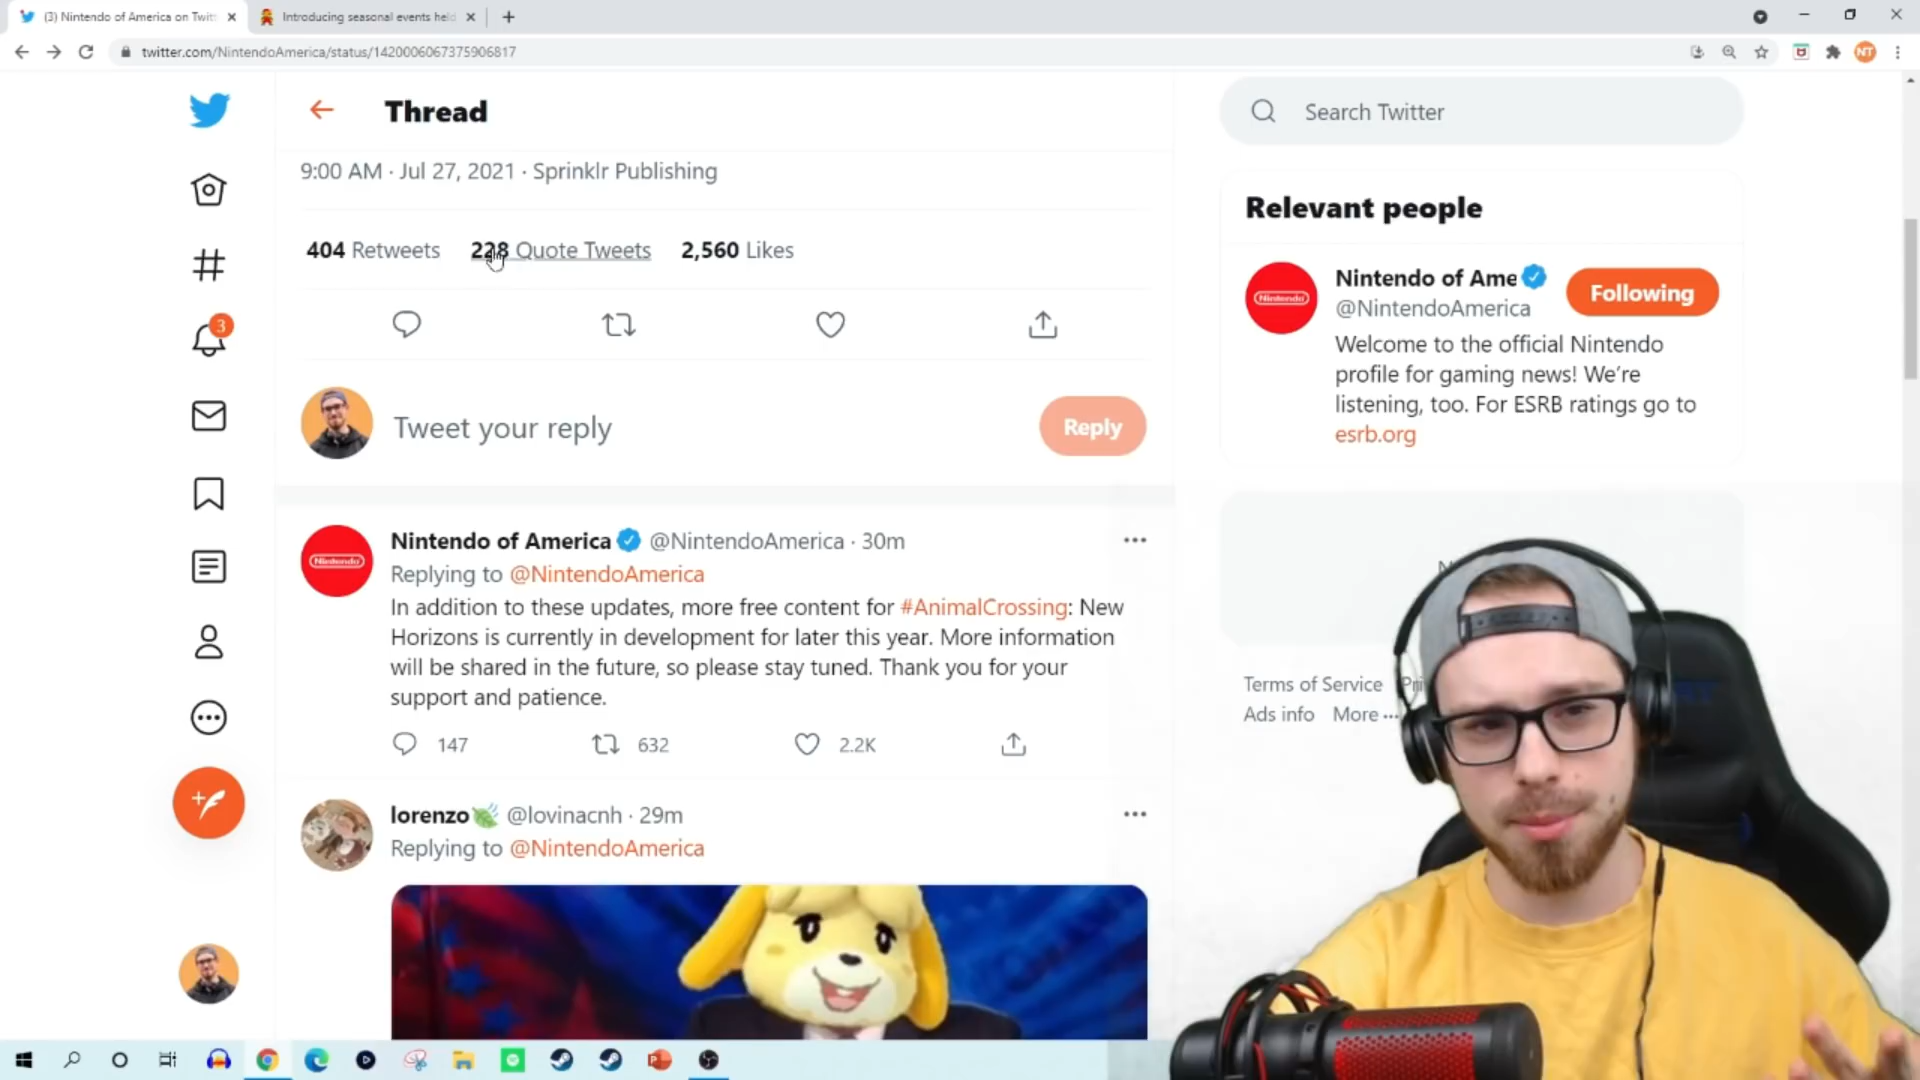 (3) Nintendo of America on Twitt
Introducing seasonal events held
twitter.com/NintendoAmerica/status/1420006067375906817
NT
Thread
Search Twitter
9:00 AM · Jul 27, 2021 · Sprinklr Publishing
404 Retweets 228 Quote Tweets 2,560 Likes
Relevant people
Nintendo
Nintendo of Ame
@NintendoAmerica
Following
Welcome to the official Nintendo
profile for gaming news! We're
listening, too. For ESRB ratings go to
esrb.org
3
Tweet your reply
Reply
Nintendo
Nintendo of America @NintendoAmerica · 30m
Replying to @NintendoAmerica
In addition to these updates, more free content for #AnimalCrossing: New
Horizons is currently in development for later this year. More information
will be shared in the future, so please stay tuned. Thank you for your
support and patience.
147 632 2.2K
Terms of Service
Ads info More ...
lorenzo @lovinacnh · 29m
Replying to @NintendoAmerica